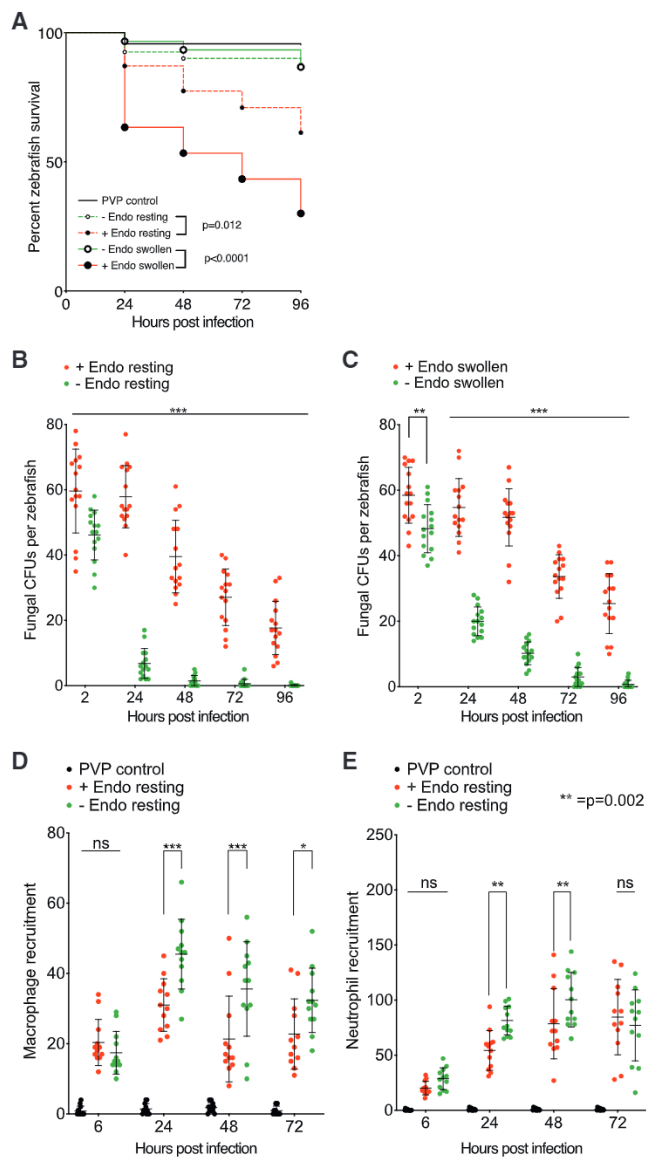 A
Percent zebrafish survival
100
50
0
PVP control
- Endo resting
+ Endo resting
p=0.012
- Endo swollen
+ Endo swollen
p<0.0001
0 24 48 72 96
Hours post infection
B
+ Endo resting
- Endo resting
***
Fungal CFUs per zebrafish
80
60
40
20
0
2 24 48 72 96
Hours post infection
C
+ Endo swollen
- Endo swollen
** ***
Fungal CFUs per zebrafish
80
60
40
20
0
2 24 48 72 96
Hours post infection
D
PVP control
+ Endo resting
- Endo resting
ns *** *** *
Macrophage recruitment
80
60
40
20
0
6 24 48 72
Hours post infection
E
PVP control
+ Endo resting
- Endo resting
** =p=0.002
ns ** ** ns
Neutrophil recruitment
250
200
150
100
50
0
6 24 48 72
Hours post infection